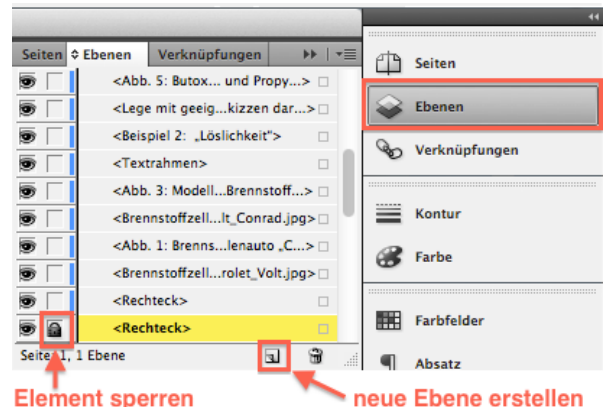 Seiten Ebenen Verknüpfungen
<Abb. 5: Butox... und Propy...>
<Lege mit geeig...kizzen dar...>
<Beispiel 2: „Löslichkeit">
<Textrahmen>
<Abb. 3: Modell...Brennstoff...>
<Brennstoffzell...lt_Conrad.jpg>
<Abb. 1: Brenns...lenauto „C...>
<Brennstoffzell...rolet_Volt.jpg>
<Rechteck>
<Rechteck>
Seite 1, 1 Ebene
Element sperren
neue Ebene erstellen
Seiten
Ebenen
Verknüpfungen
Kontur
Farbe
Farbfelder
Absatz